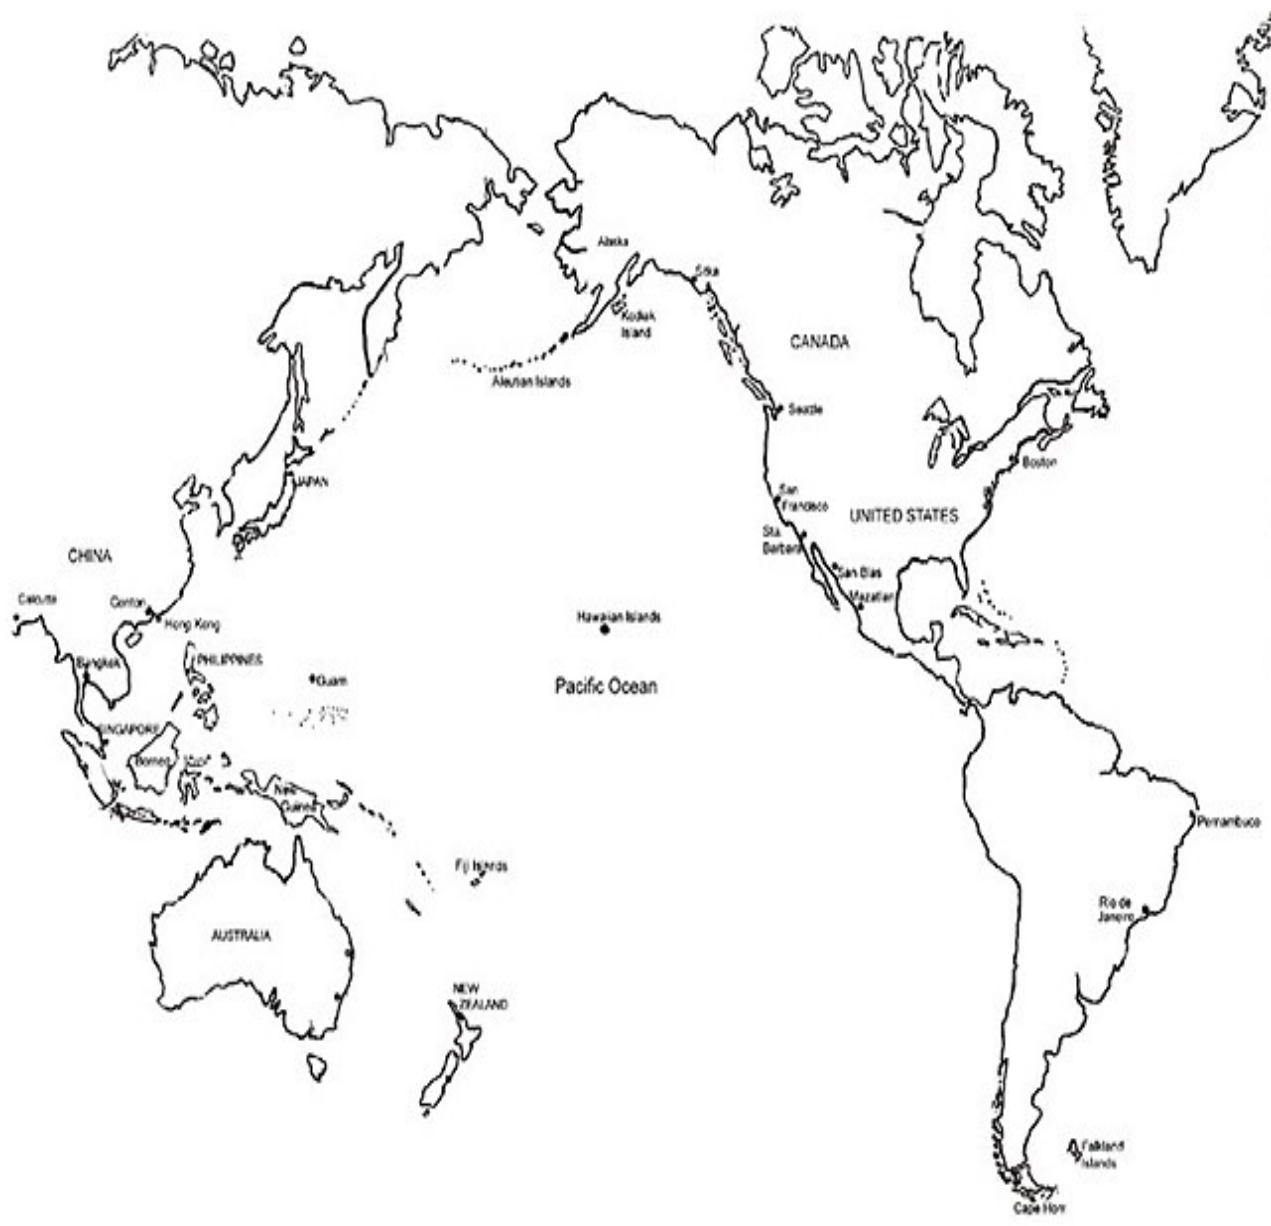 Alaska
Sitka
Kodiak
Island
CANADA
Aleutian Islands
Seattle
Boston
JAPAN
San
Francisco
UNITED STATES
Sta.
Barbara
CHINA
San Blas
Calcutta
Canton
Mazatlan
Hawaiian Islands
Hong Kong
Bangkok
PHILIPPINES
Guam
Pacific Ocean
SINGAPORE
Borneo
New
Guinea
Pernambuco
Fiji Islands
Rio de
Janeiro
AUSTRALIA
NEW
ZEALAND
Falkland
Islands
Cape Horn